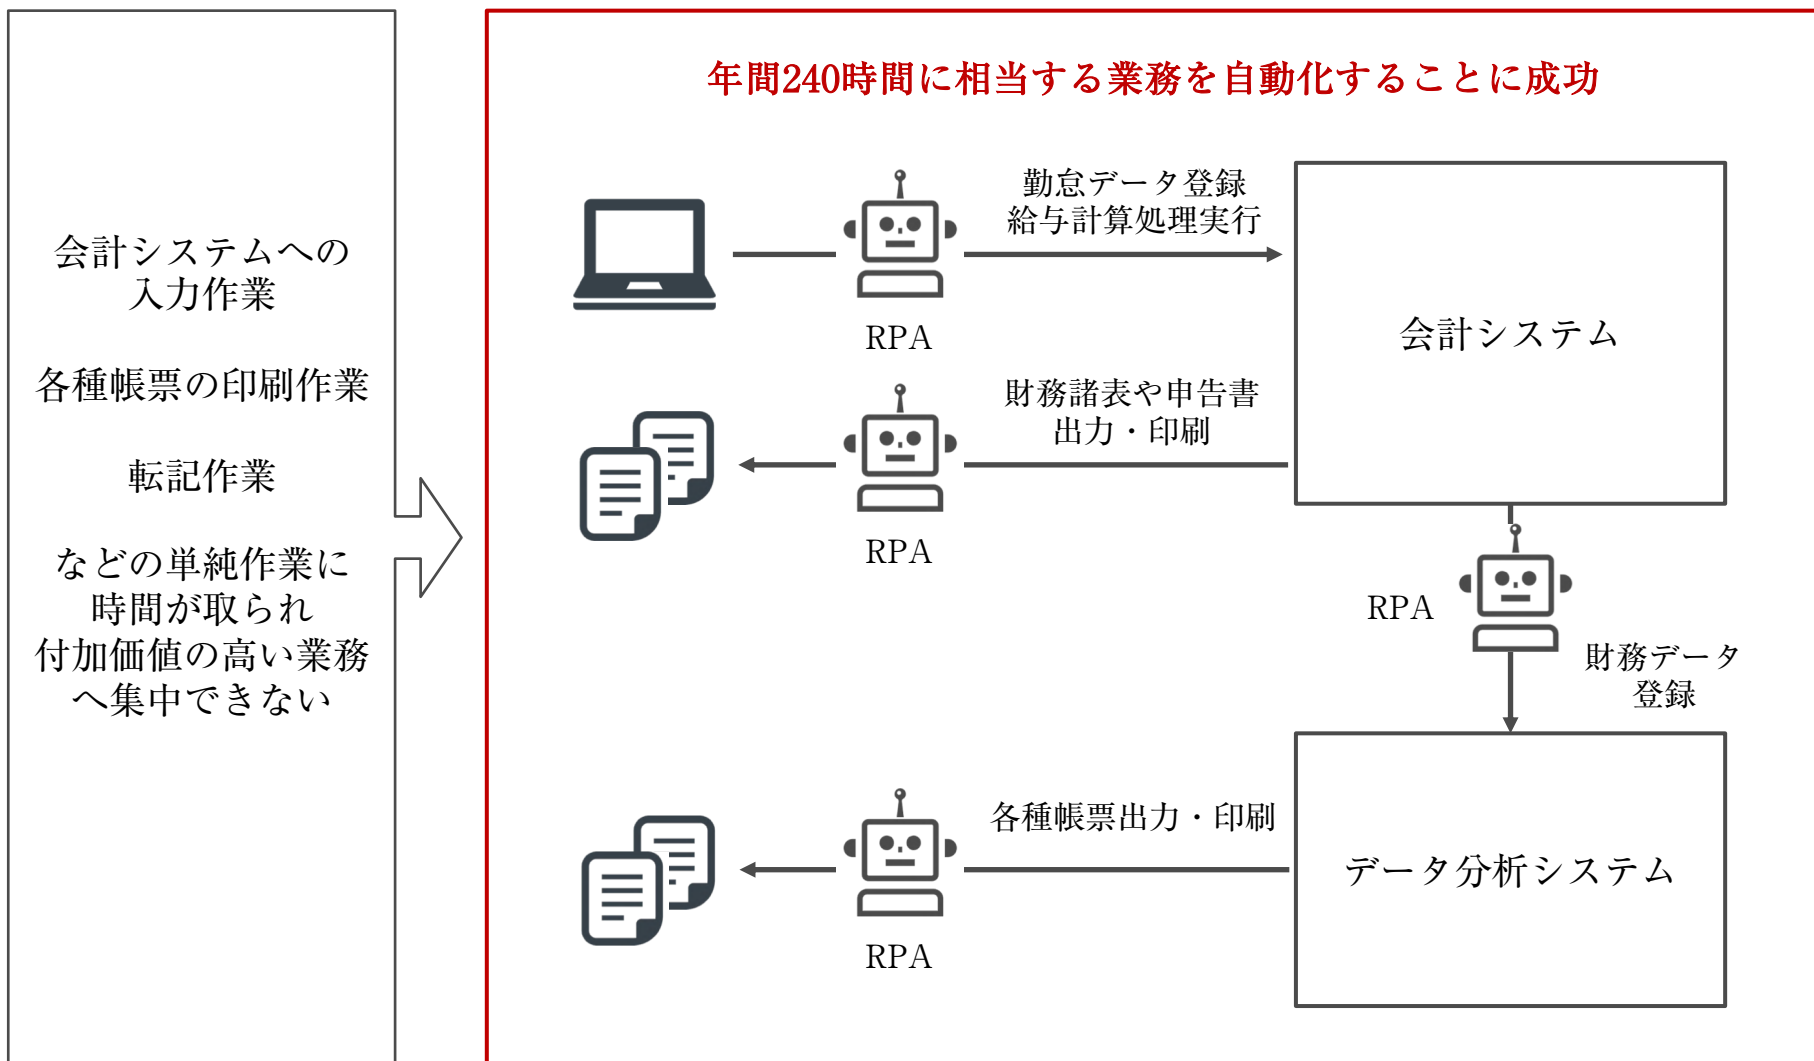 会計システムへの
入力作業
各種帳票の印刷作業
転記作業
などの単純作業に
時間が取られ
付加価値の高い業務
へ集中できない
年間240時間に相当する業務を自動化することに成功
勤怠データ登録
給与計算処理実行
RPA
会計システム
財務諸表や申告書
出力・印刷
RPA
RPA
財務データ
登録
各種帳票出力・印刷
RPA
データ分析システム